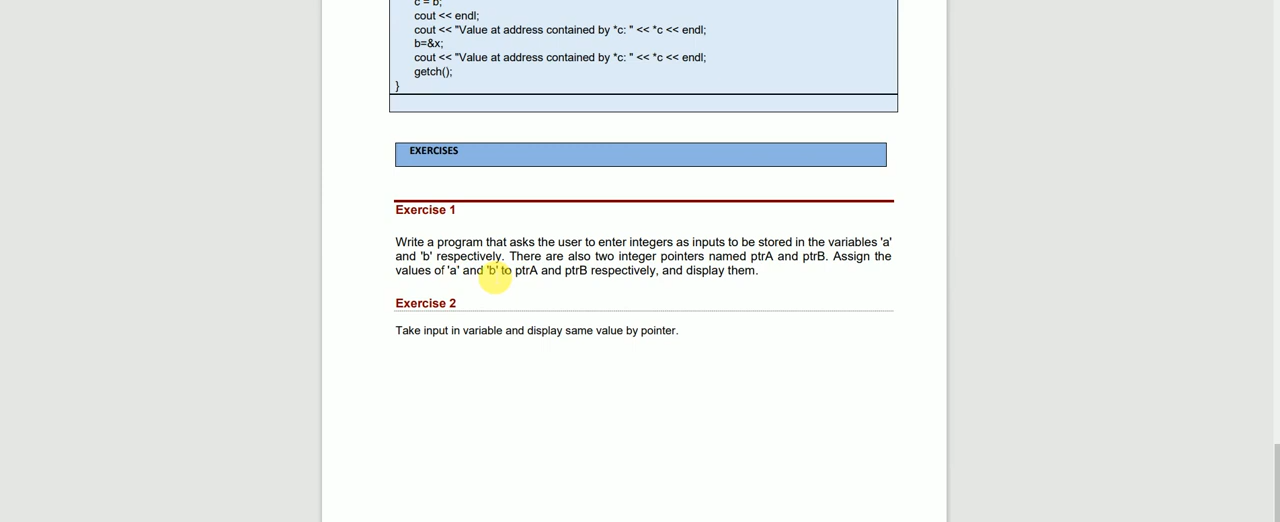 c = b;
cout << endl;
cout << "Value at address contained by *c: " << *c << endl;
b=&x;
cout << "Value at address contained by *c: " << *c << endl;
getch();
}
EXERCISES
Exercise 1
Write a program that asks the user to enter integers as inputs to be stored in the variables 'a'
and 'b' respectively. There are also two integer pointers named ptrA and ptrB. Assign the
values of 'a' and 'b' to ptrA and ptrB respectively, and display them.
Exercise 2
Take input in variable and display same value by pointer.